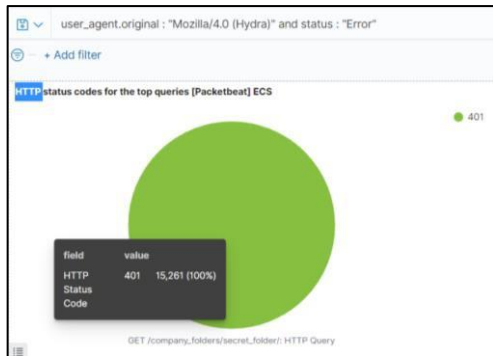 user_agent.original : "Mozilla/4.0 (Hydra)" and status : "Error"
+ Add filter
HTTP status codes for the top queries [Packetbeat] ECS
401
field value
HTTP 401 15,261 (100%)
Status
Code
GET /company_folders/secret_folder/: HTTP Query